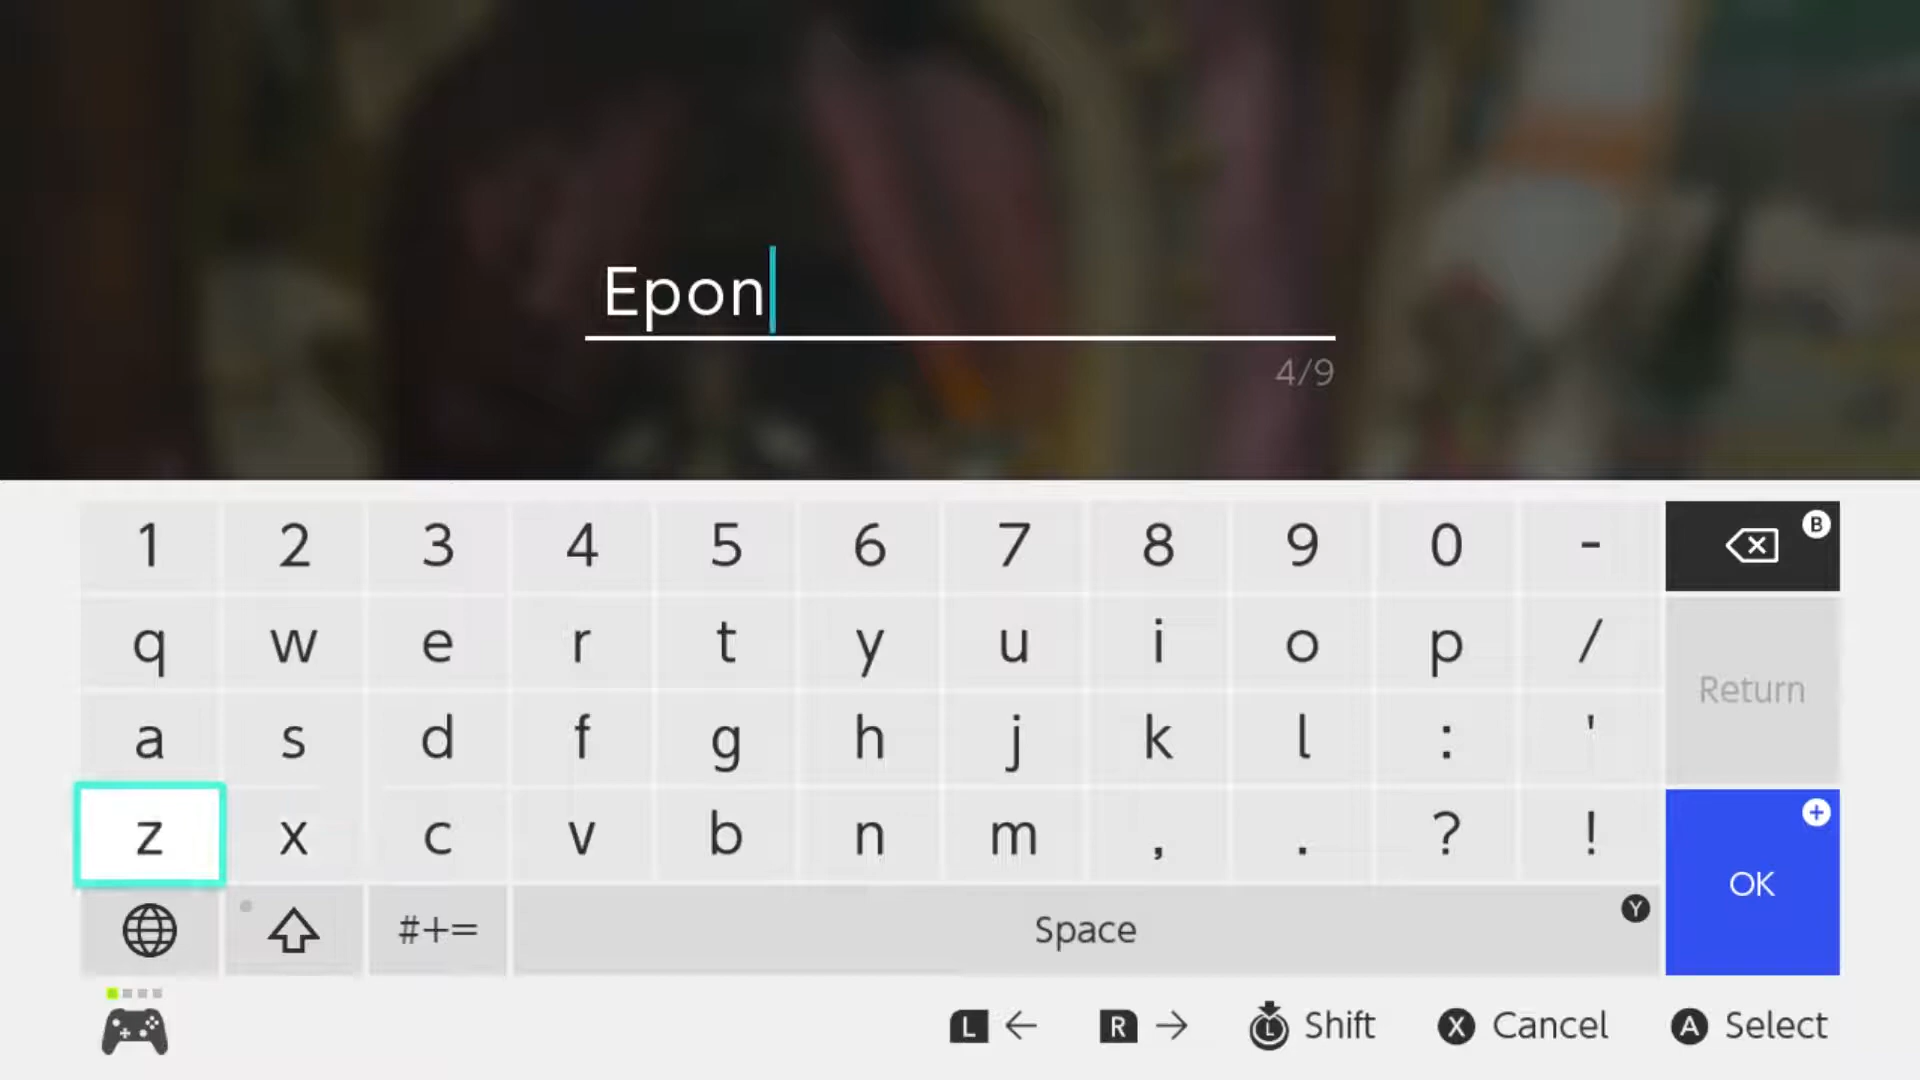 Epon
4/9
1 2 3 4 5 6 7 8 9 0 - B
q w e r t y u i o p / Return
a s d f g h j k l : '
z x c v b n m , . ? ! + OK
#+= Space Y
L ← R → L Shift X Cancel A Select